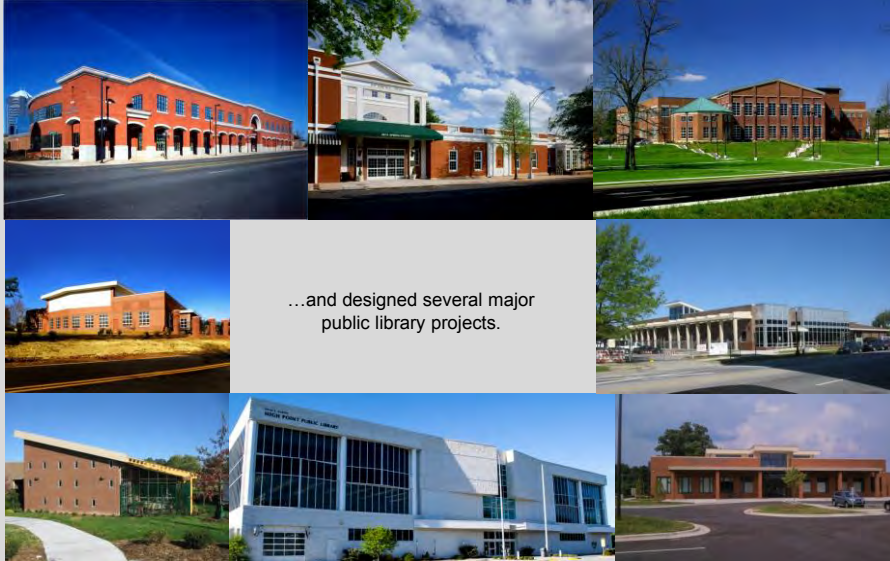 …and designed several major
public library projects.
HIGH POINT PUBLIC LIBRARY